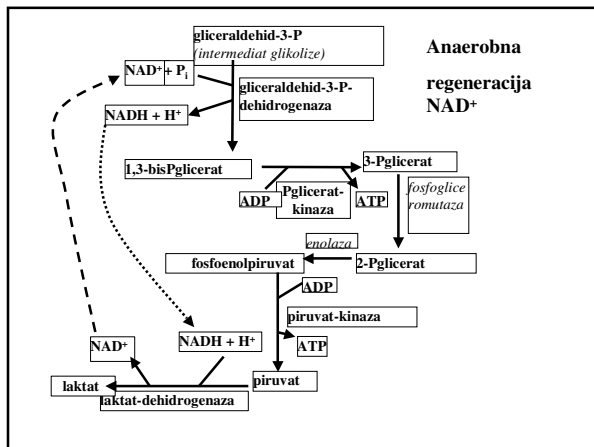 gliceraldehid-3-P
(intermediat glikolize)
Anaerobna
regeneracija
NAD⁺
NAD⁺ + Pᵢ
gliceraldehid-3-P-
dehidrogenaza
NADH + H⁺
1,3-bisPglicerat
3-Pglicerat
ADP
Pglicerat-
kinaza
ATP
fosfoglice
romutaza
enolaza
fosfoenolpiruvat
2-Pglicerat
ADP
piruvat-kinaza
ATP
NAD⁺
NADH + H⁺
laktat
piruvat
laktat-dehidrogenaza